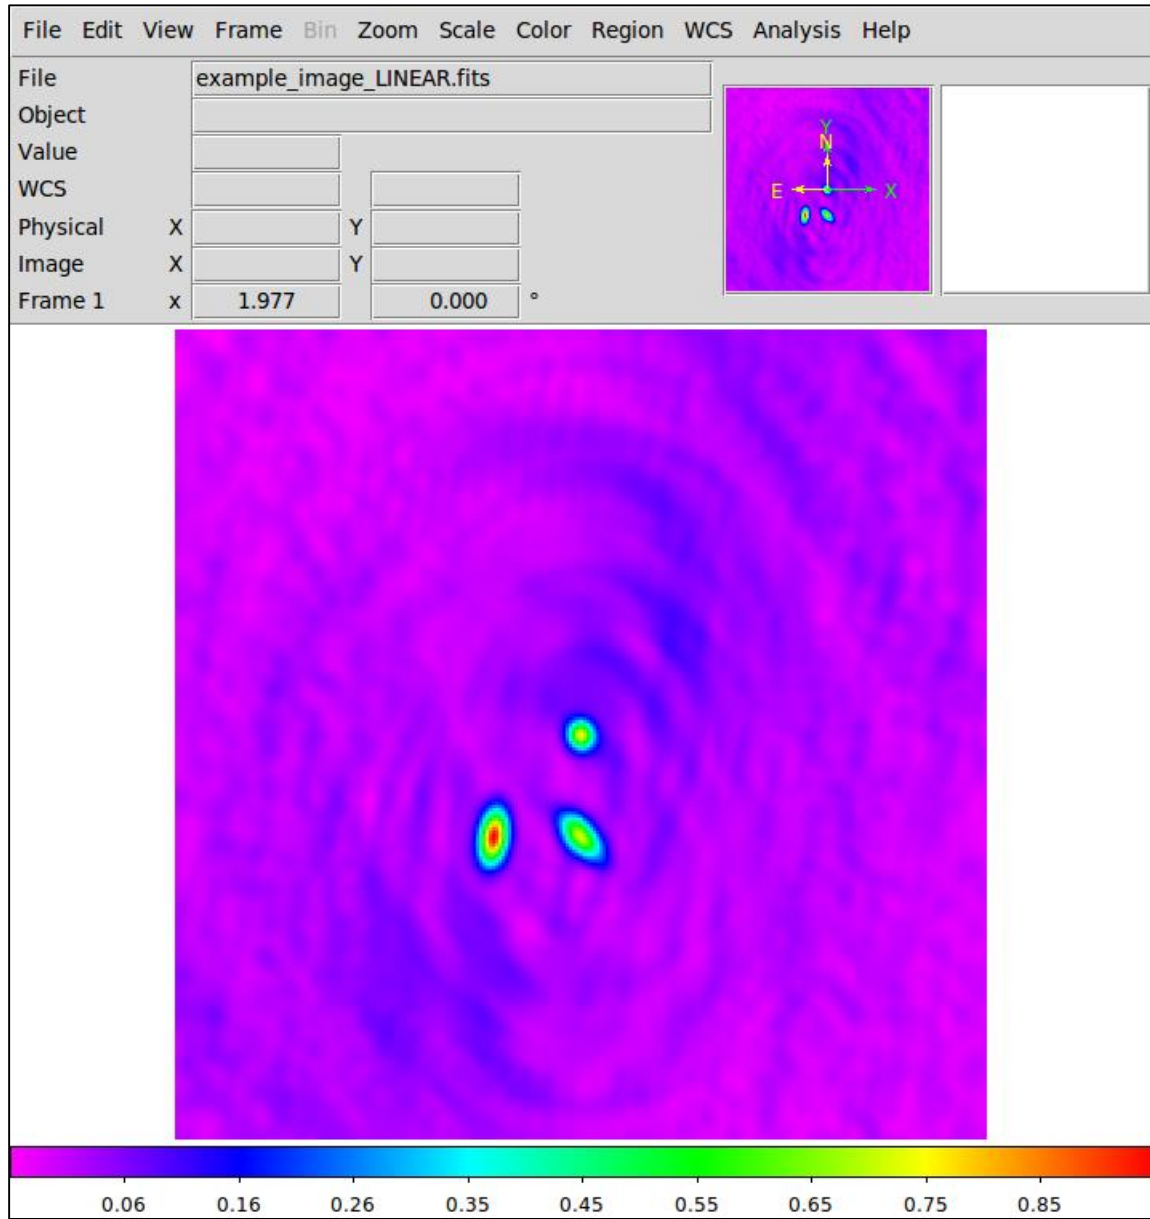 File Edit View Frame Bin Zoom Scale Color Region WCS Analysis Help
File example_image_LINEAR.fits
Object
Value
WCS
Physical X Y
Image X Y
Frame 1 x 1.977 0.000 °
Y
N
E X
0.06 0.16 0.26 0.35 0.45 0.55 0.65 0.75 0.85